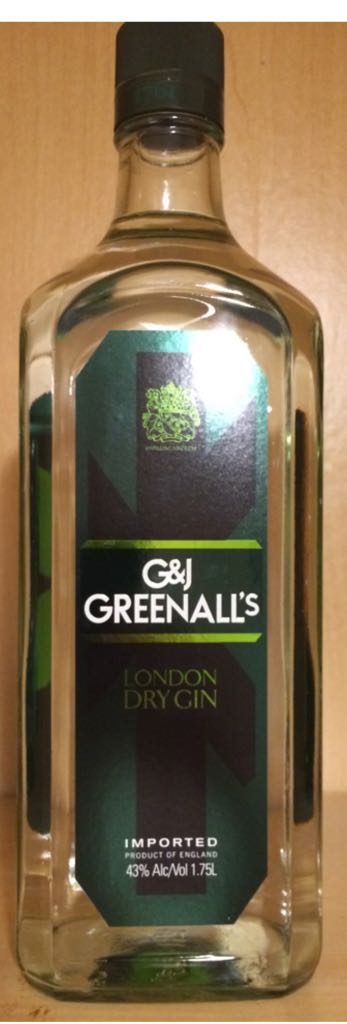 G&J
GREENALL'S
LONDON
DRY GIN
IMPORTED
PRODUCT OF ENGLAND
43% Alc/Vol 1.75L